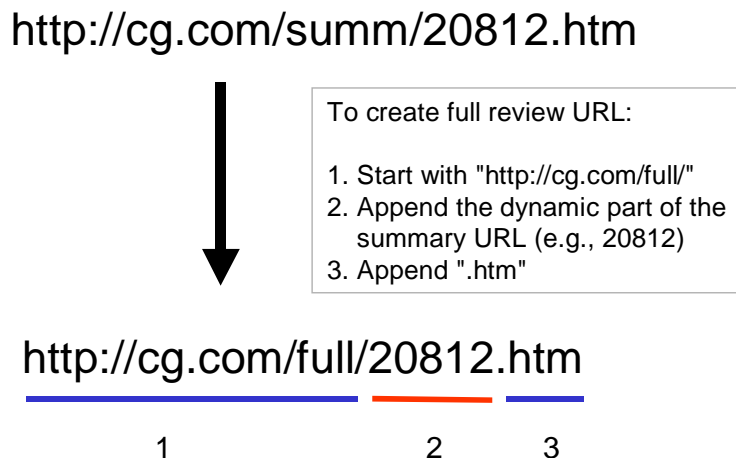 http://cg.com/summ/20812.htm
To create full review URL:
1. Start with "http://cg.com/full/"
2. Append the dynamic part of the
summary URL (e.g., 20812)
3. Append ".htm"
http://cg.com/full/20812.htm
1 2 3